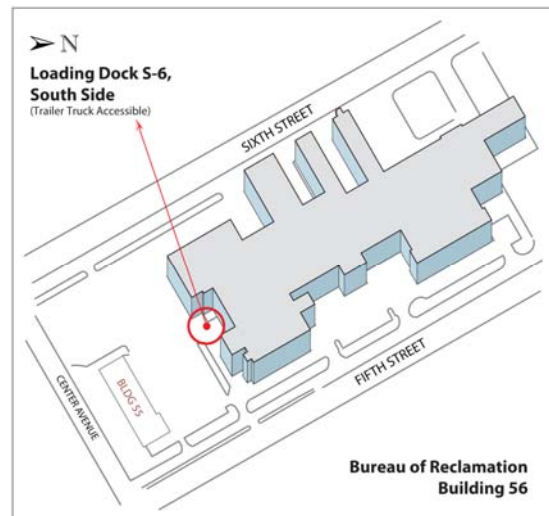 N
Loading Dock S-6,
South Side
(Trailer Truck Accessible)
SIXTH STREET
CENTER AVENUE
BLDG 55
FIFTH STREET
Bureau of Reclamation
Building 56